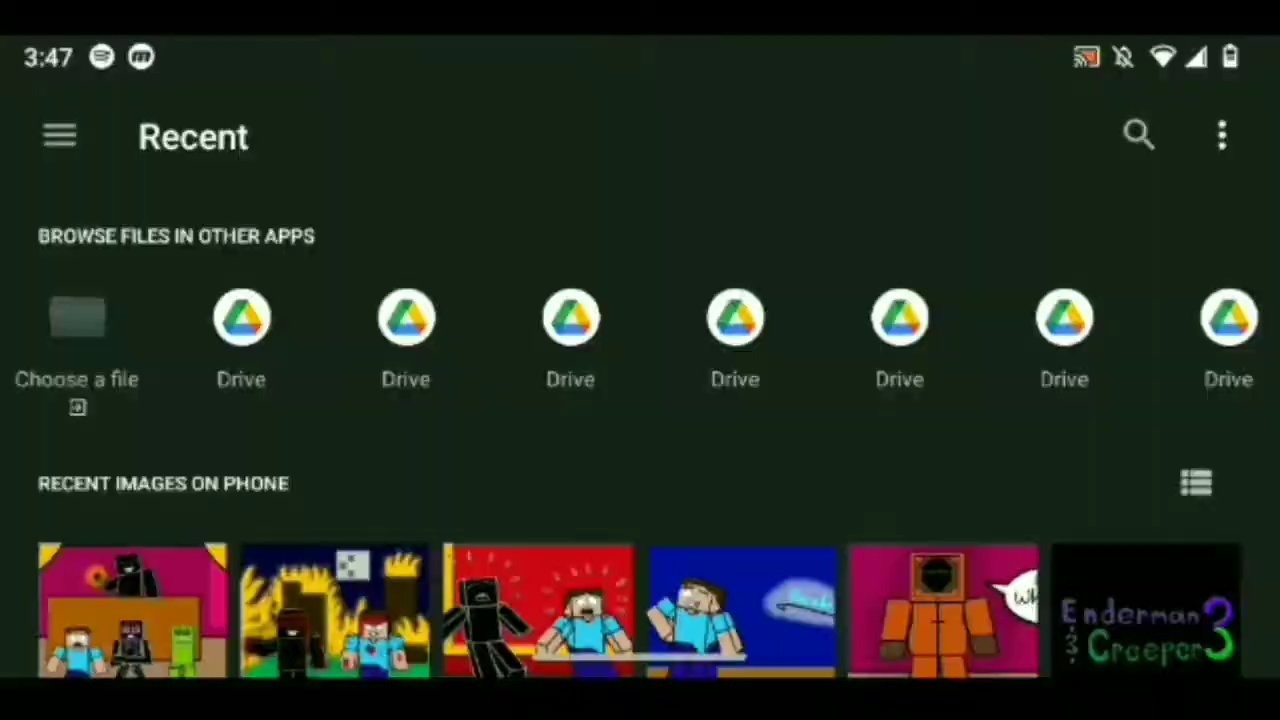 3:47
Recent
BROWSE FILES IN OTHER APPS
Choose a file
Drive
Drive
Drive
Drive
Drive
Drive
Drive
RECENT IMAGES ON PHONE
Wh
Enderman
&
Creeper 3